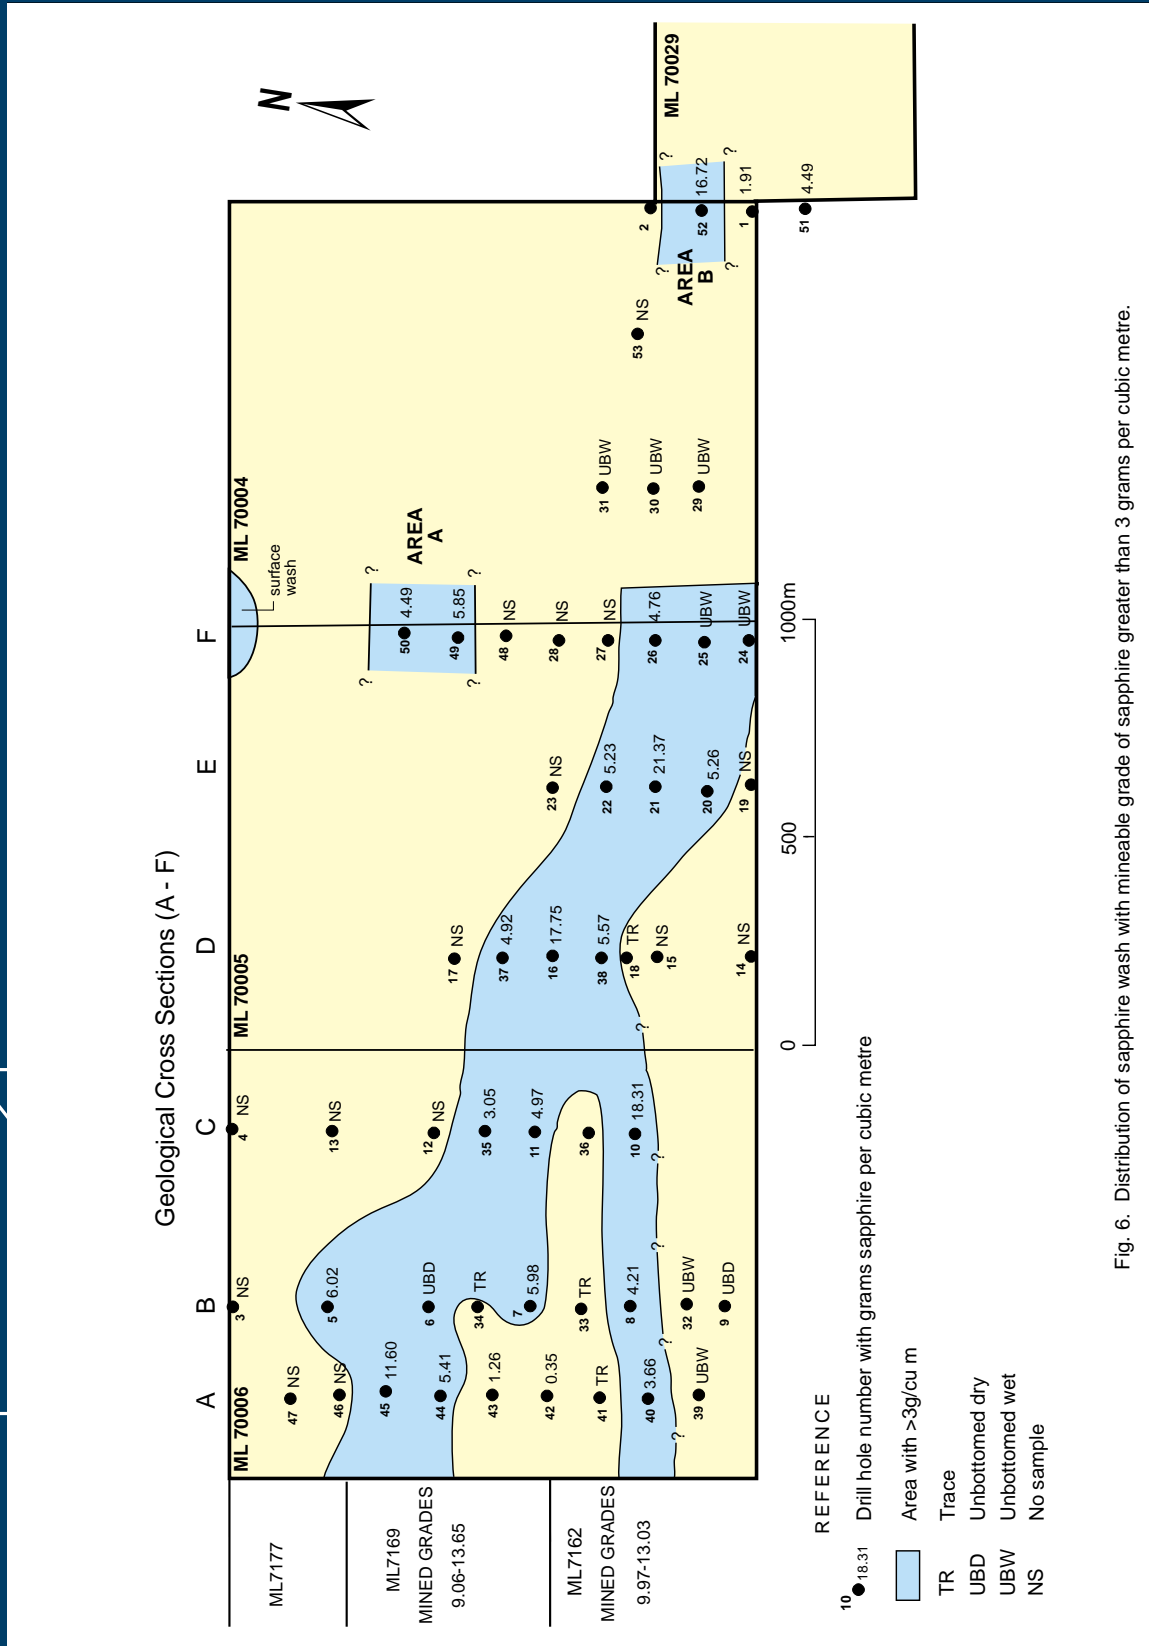 Geological Cross Sections (A - F)
A
B
C
D
E
F
N
ML 70006
ML 70005
ML 70004
ML 70029
ML7177
ML7169
MINED GRADES
9.06-13.65
ML7162
MINED GRADES
9.97-13.03
47 NS
46 NS
45 11.60
44 5.41
43 1.26
42 0.35
41 TR
40 3.66
?
39 UBW
3 NS
5 6.02
6 UBD
34 TR
7 5.98
33 TR
8 4.21
?
?
32 UBW
9 UBD
4 NS
13 NS
12 NS
35 3.05
11 4.97
36
10 18.31
?
?
17 NS
37 4.92
16 17.75
38 5.57
18 TR
15 NS
14 NS
23 NS
22 5.23
21 21.37
20 5.26
19 NS
surface
wash
?
?
50 4.49
49 5.85
?
?
AREA
A
48 NS
28 NS
27 NS
26 4.76
25 UBW
24 UBW
31 UBW
30 UBW
29 UBW
53 NS
2
?
?
52 16.72
?
?
AREA
B
1 1.91
51 4.49
0
500
1000m
REFERENCE
10 18.31 Drill hole number with grams sapphire per cubic metre
Area with >3g/cu m
TR Trace
UBD Unbottomed dry
UBW Unbottomed wet
NS No sample
Fig. 6. Distribution of sapphire wash with mineable grade of sapphire greater than 3 grams per cubic metre.